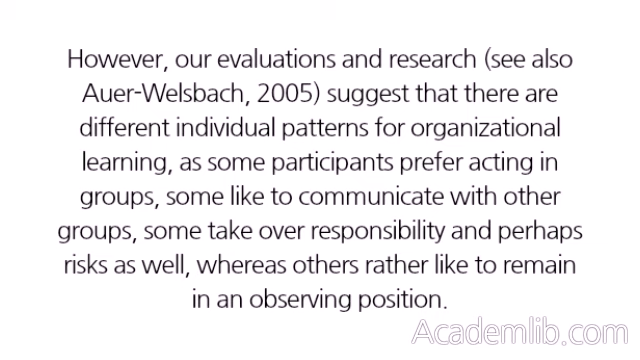 However, our evaluations and research (see also
Auer-Welsbach, 2005) suggest that there are
different individual patterns for organizational
learning, as some participants prefer acting in
groups, some like to communicate with other
groups, some take over responsibility and perhaps
risks as well, whereas others rather like to remain
in an observing position.
Academlib.com